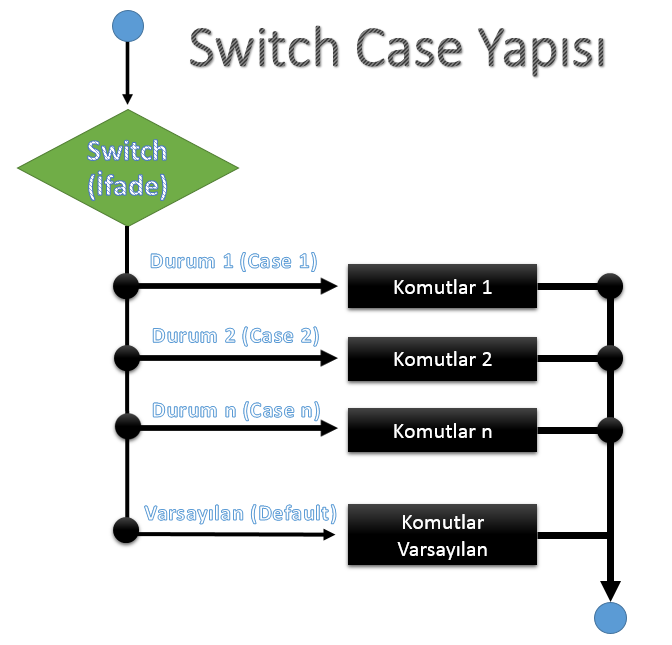 Switch Case Yapısı
Switch
(İfade)
Durum 1 (Case 1)
Komutlar 1
Durum 2 (Case 2)
Komutlar 2
Durum n (Case n)
Komutlar n
Varsayılan (Default)
Komutlar
Varsayılan